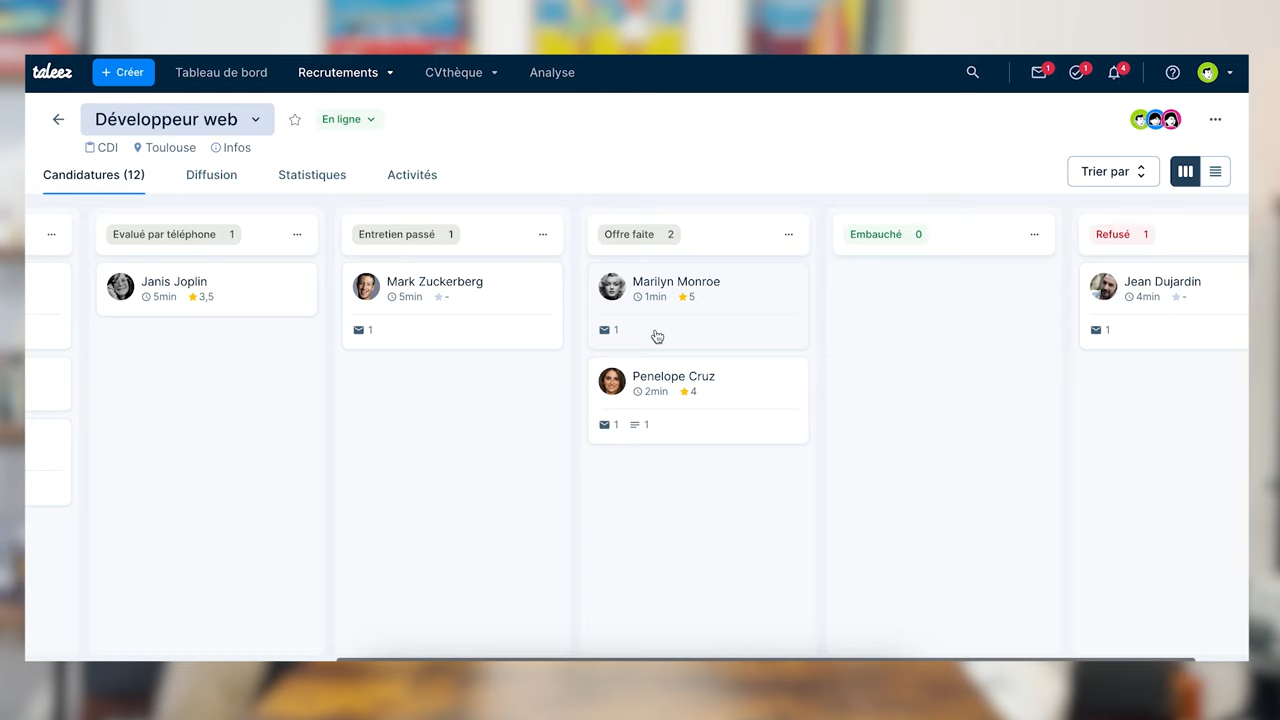 taleez
+ Créer
Tableau de bord
Recrutements
CVthèque
Analyse
1
1
4
Développeur web
En ligne
CDI
Toulouse
Infos
Candidatures (12)
Diffusion
Statistiques
Activités
Trier par
Evalué par téléphone 1
Entretien passé 1
Offre faite 2
Embauché 0
Refusé 1
Janis Joplin
5min 3,5
Mark Zuckerberg
5min -
1
Marilyn Monroe
1min 5
1
Penelope Cruz
2min 4
1 1
Jean Dujardin
4min -
1